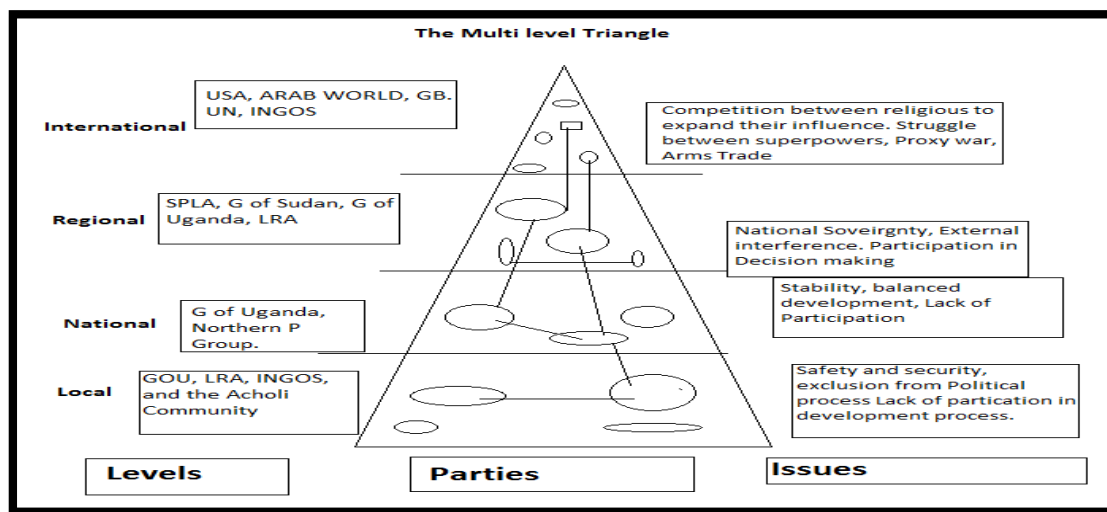 The Multi level Triangle
International
USA, ARAB WORLD, GB.
UN, INGOS
Competition between religious to
expand their influence. Struggle
between superpowers, Proxy war,
Arms Trade
Regional
SPLA, G of Sudan, G of
Uganda, LRA
National Soveirgnty, External
interference. Participation in
Decision making
National
G of Uganda,
Northern P
Group.
Stability, balanced
development, Lack of
Participation
Local
GOU, LRA, INGOS,
and the Acholi
Community
Safety and security,
exclusion from Political
process Lack of partication in
development process.
Levels
Parties
Issues